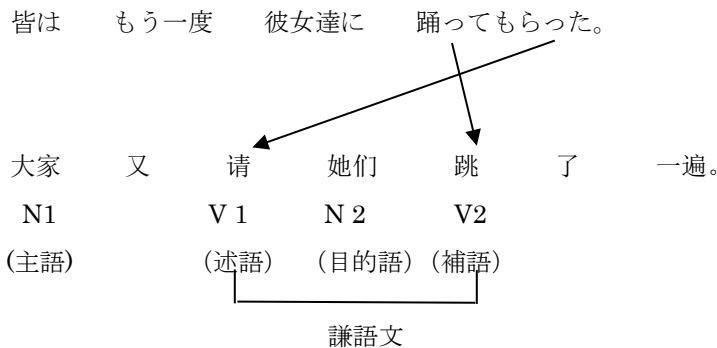 皆は もう一度 彼女達に 踊ってもらった。
大家 又 请 她们 跳 了 一遍。
N1 V 1 N 2 V2
(主語) (述語) (目的語) (補語)
謙語文